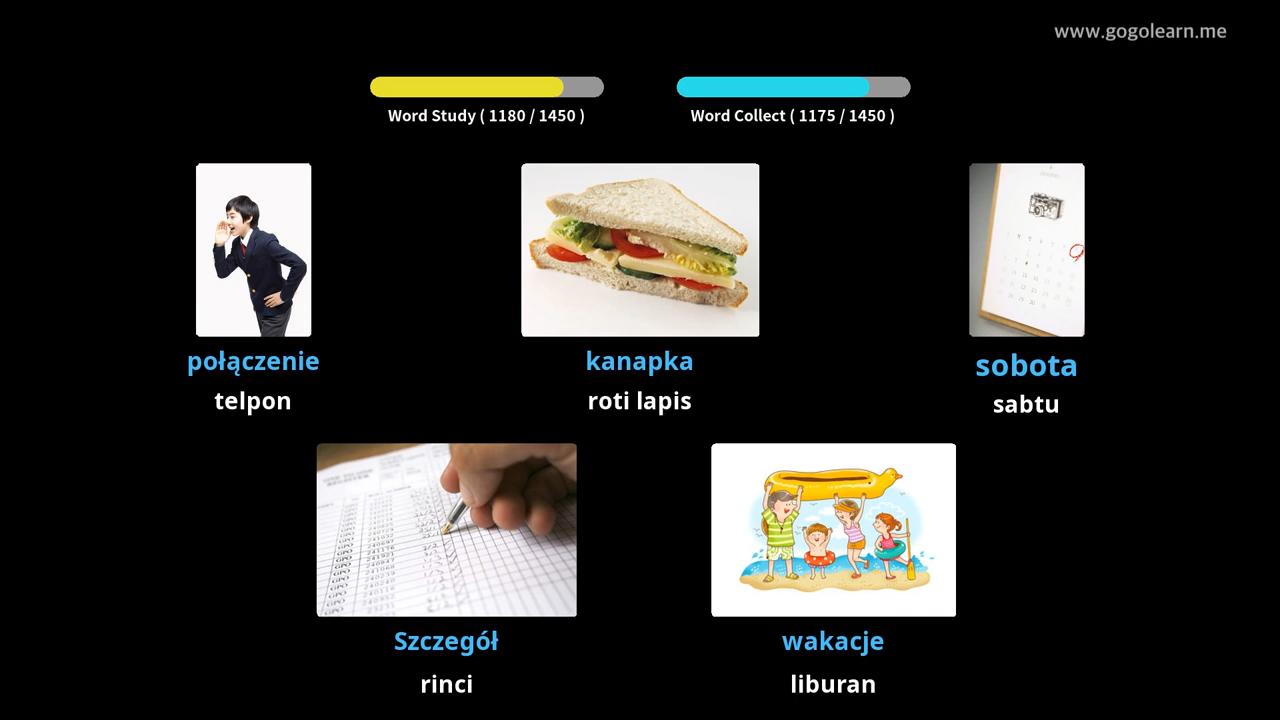 www.gogolearn.me
Word Study ( 1180 / 1450 )
Word Collect ( 1175 / 1450 )
połączenie
kanapka
sobota
telpon
roti lapis
sabtu
Szczegół
wakacje
rinci
liburan